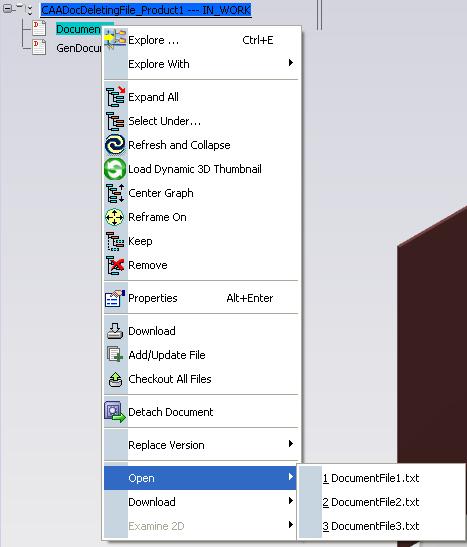 CAADocDeletingFile_Product1 --- IN_WORK
Documen
GenDocu
Explore ... Ctrl+E
Explore With
Expand All
Select Under...
Refresh and Collapse
Load Dynamic 3D Thumbnail
Center Graph
Reframe On
Keep
Remove
Properties Alt+Enter
Download
Add/Update File
Checkout All Files
Detach Document
Replace Version
Open
1 DocumentFile1.txt
Download
2 DocumentFile2.txt
Examine 2D
3 DocumentFile3.txt